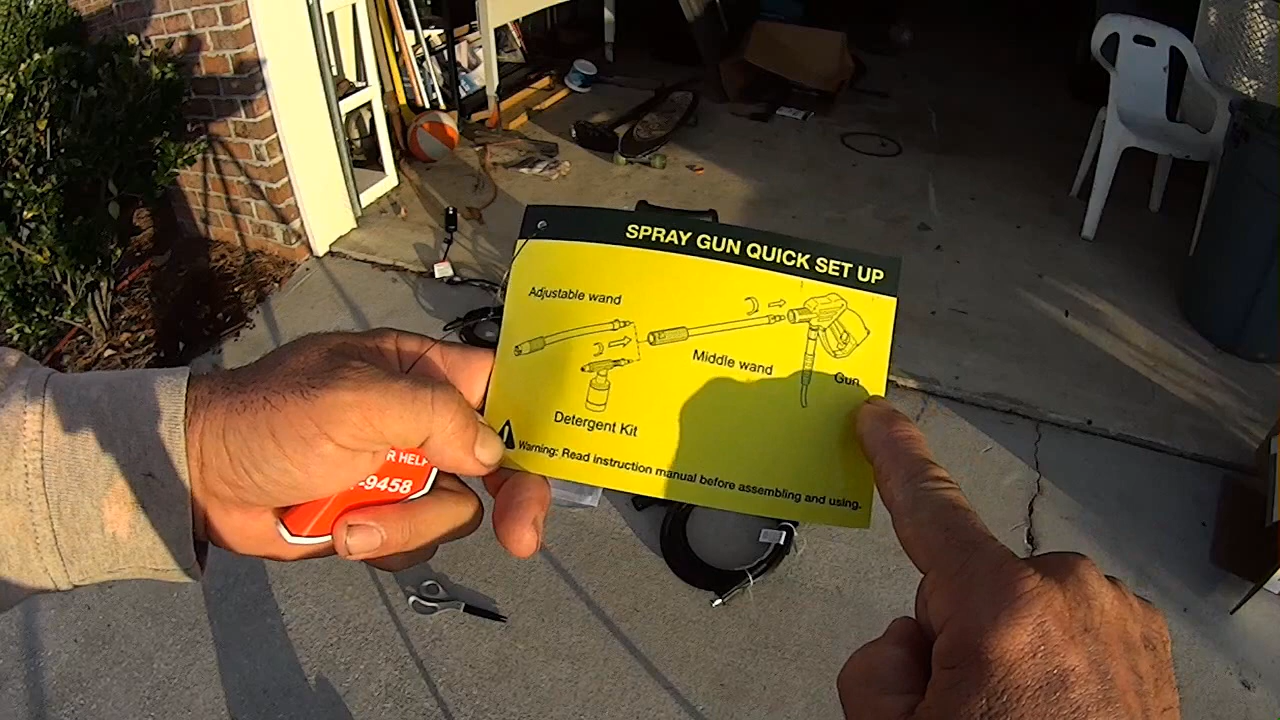 SPRAY GUN QUICK SET UP
Adjustable wand
Middle wand
Gun
Detergent Kit
Warning: Read instruction manual before assembling and using.
R HELP
-9458